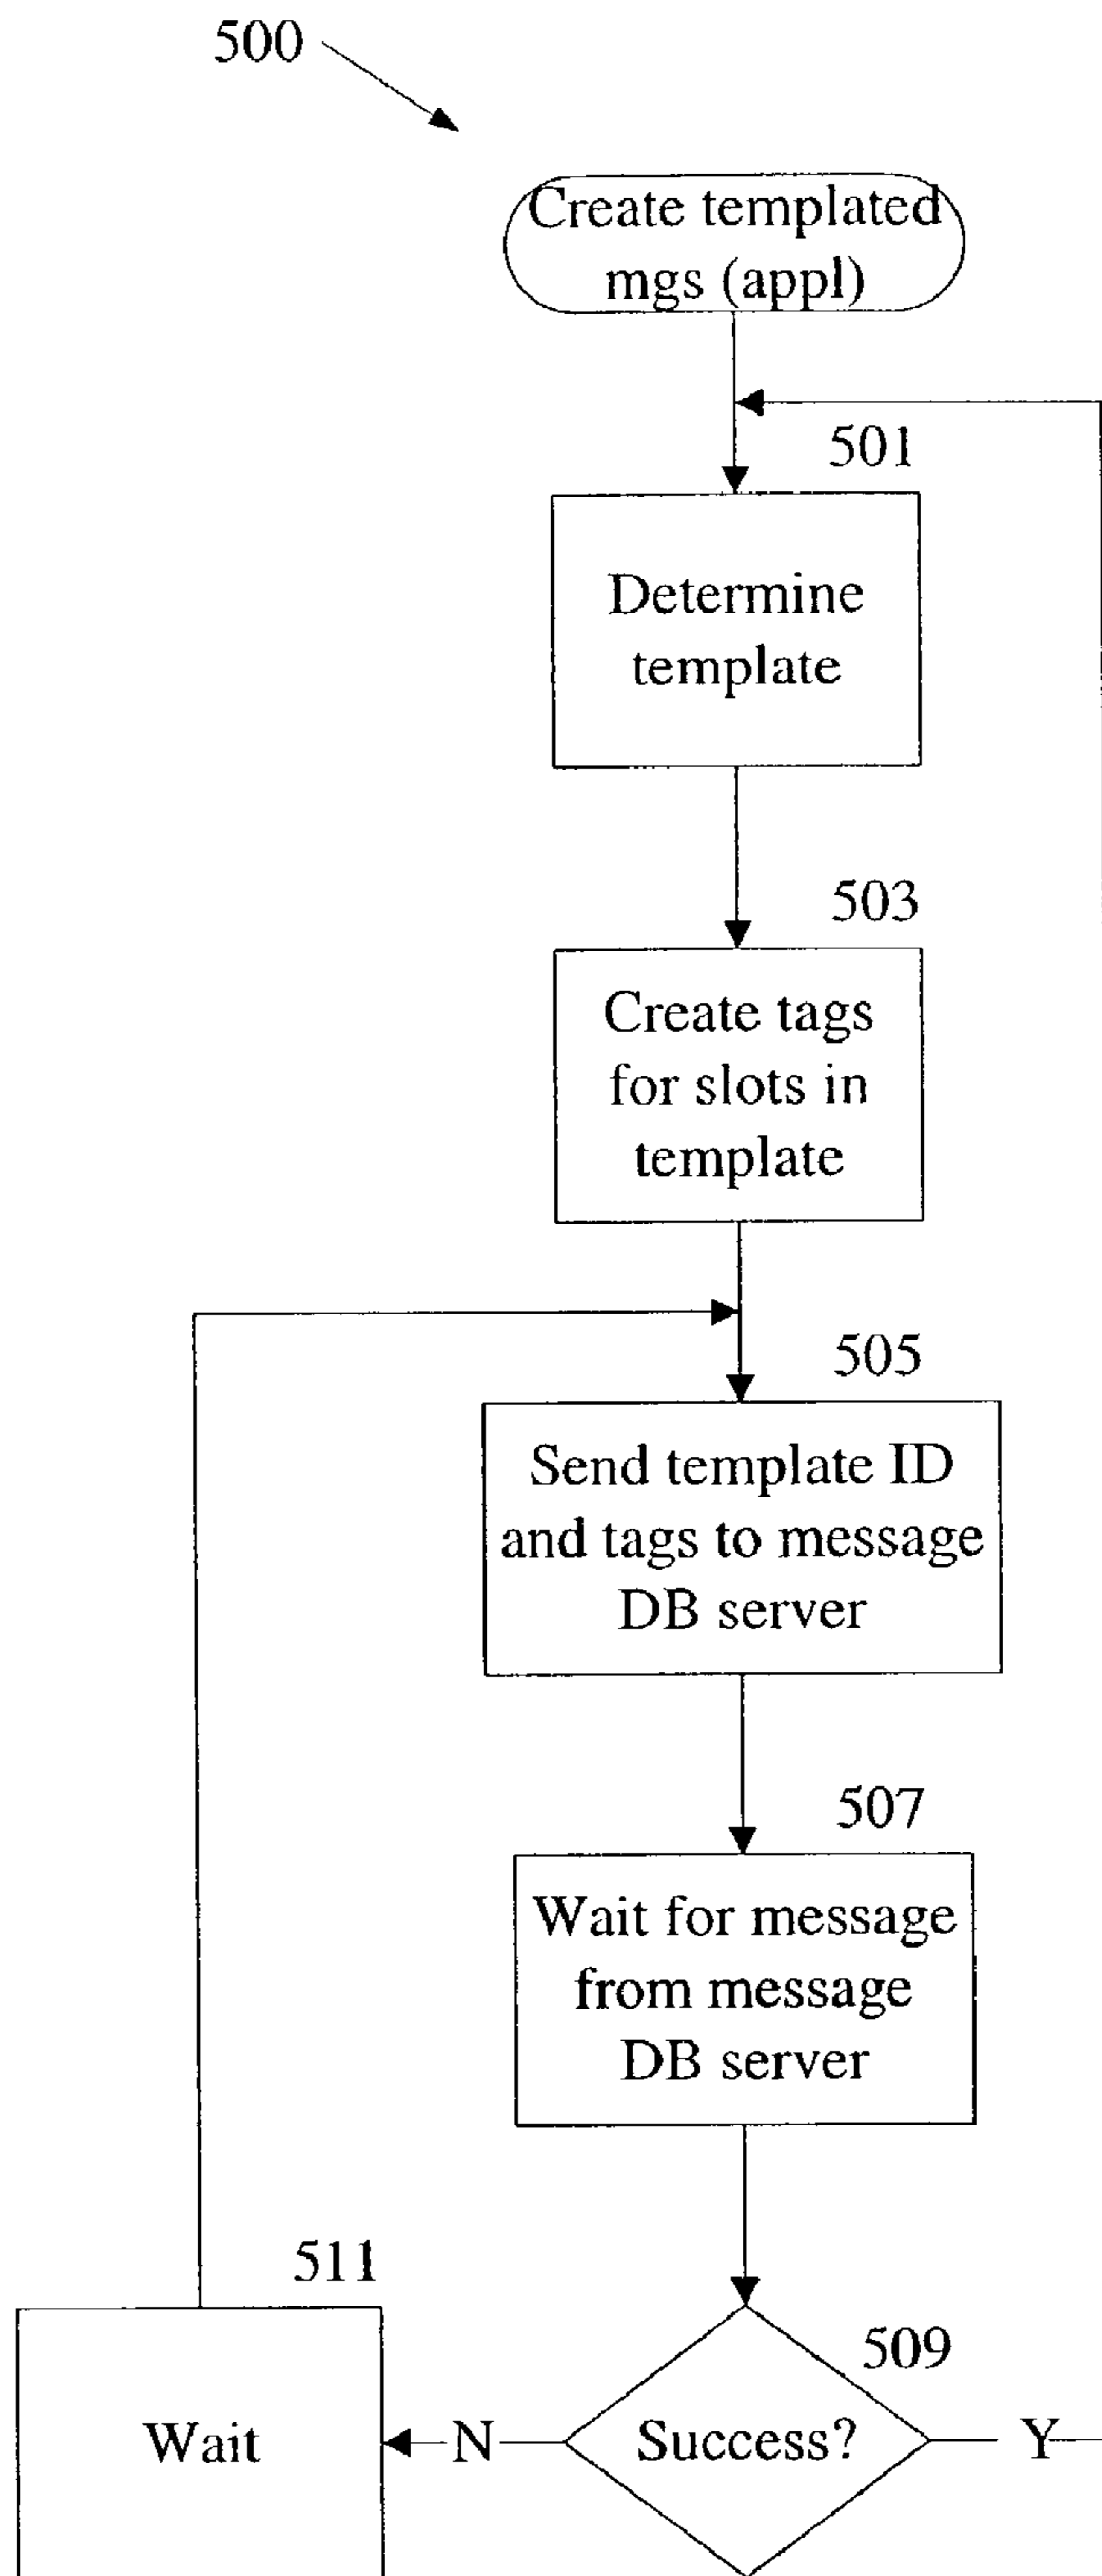 500
Create templated
mgs (appl)
501
Determine
template
503
Create tags
for slots in
template
505
Send template ID
and tags to message
DB server
507
Wait for message
from message
DB server
511
509
Wait
N
Success?
Y